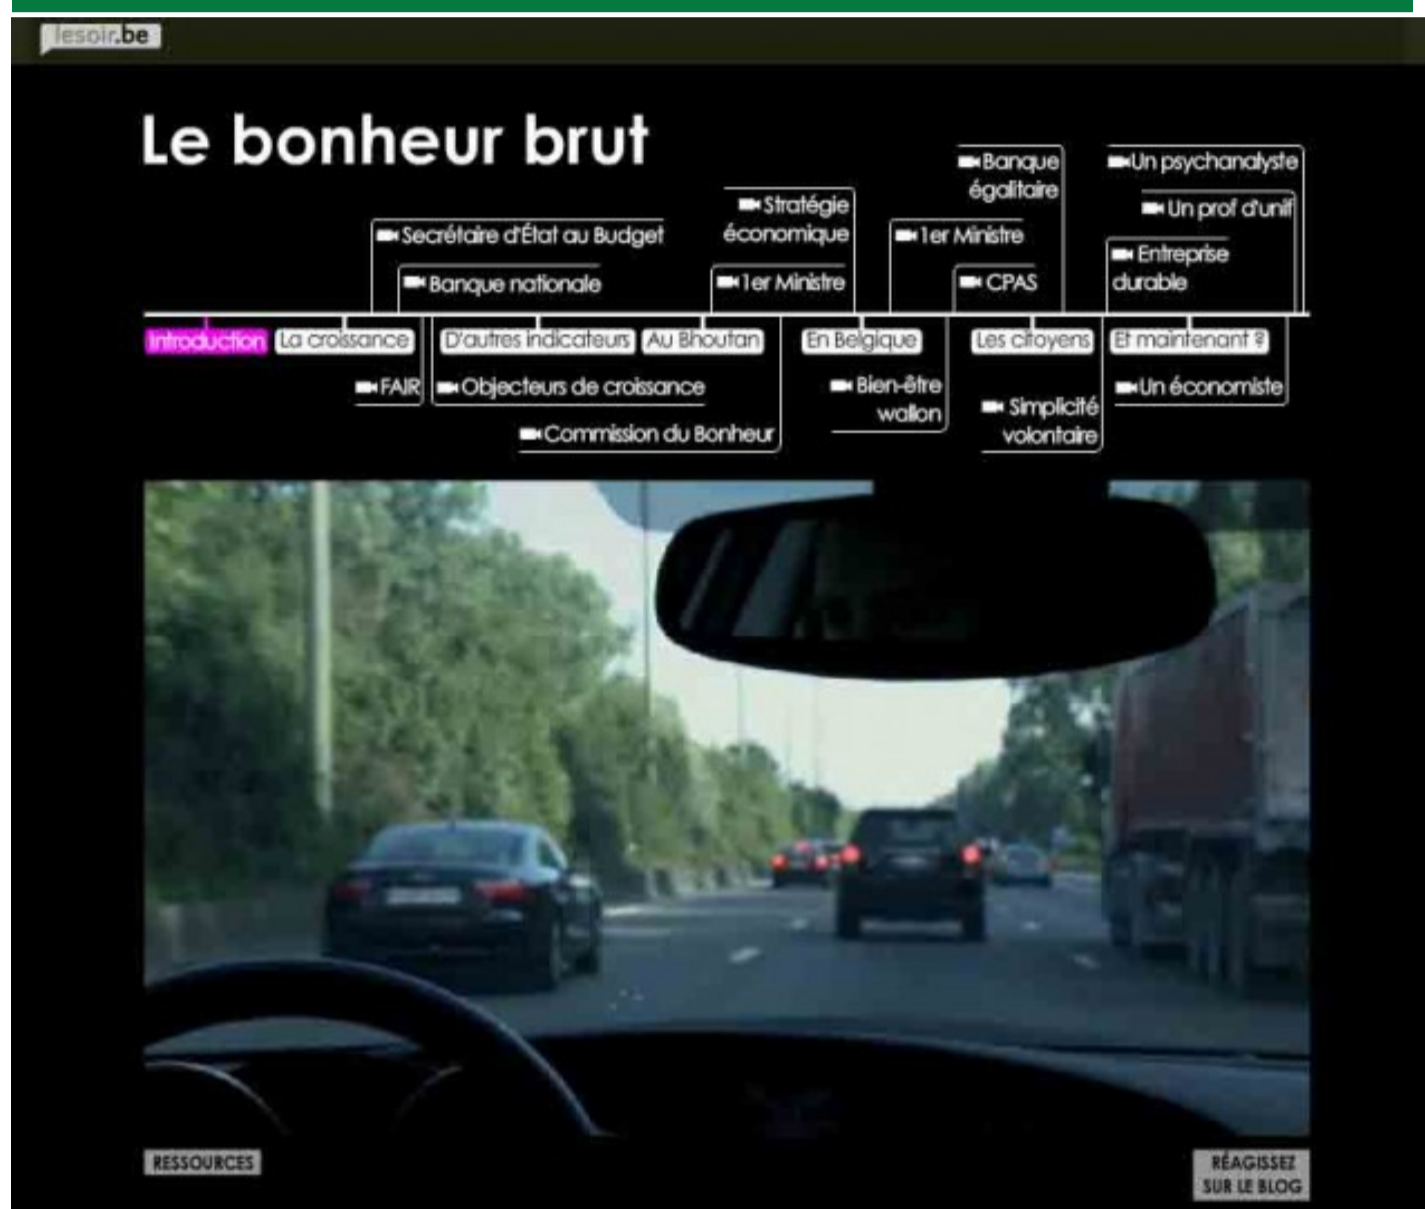 lesoir.be
Le bonheur brut
Banque
égalitaire
Un psychanalyste
Un prof d'unif
Stratégie
économique
Secrétaire d'État au Budget
1er Ministre
Entreprise
durable
Banque nationale
1er Ministre
CPAS
Introduction
La croissance
D'autres indicateurs
Au Bhoutan
En Belgique
Les citoyens
Et maintenant ?
FAIR
Objecteurs de croissance
Bien-être
wallon
Un économiste
Simplicité
volontaire
Commission du Bonheur
RESSOURCES
RÉAGISSEZ
SUR LE BLOG